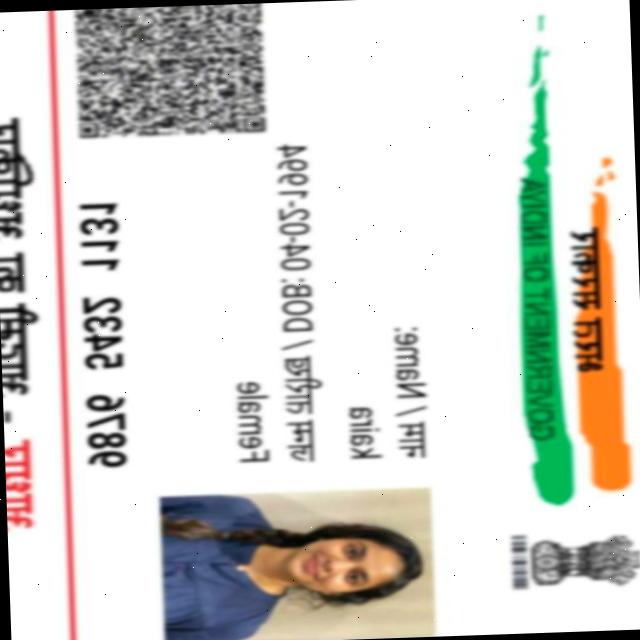 भारत सरकार
GOVERNMENT OF INDIA
नाम / Name:
Kaira
जन्म तारीख / DOB: 04-02-1994
Female
9876 5432 1131
आधार - आदमी का अधिकार